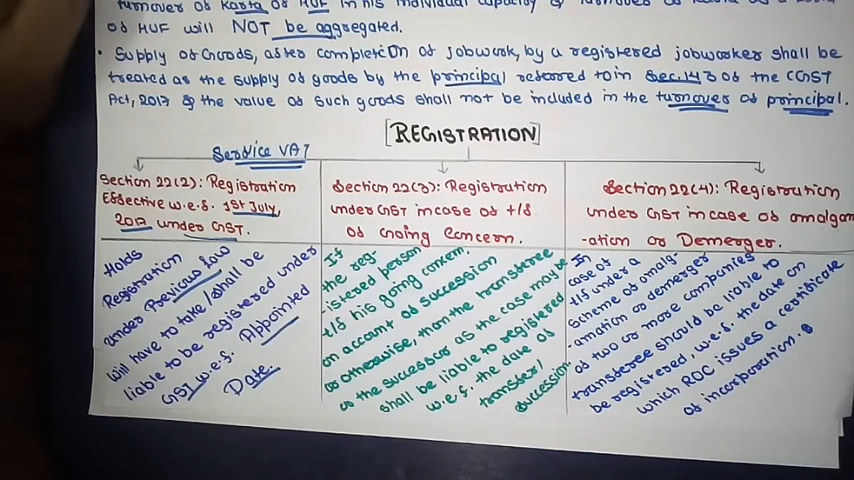 turnover of Karta of HUF in his individual capacity &
of HUF will NOT be aggregated.
• Supply of Goods, after completion of jobwork, by a registered jobworker shall be
treated as the supply of goods by the principal referred to in Sec.143 of the CGST
Act, 2017 & the value of such goods shall not be included in the turnover of principal.
[REGISTRATION]
Service VAT
Section 22(2): Registration
Effective w.e.f. 1st July,
2017 under GST.
Holds
Registration
under Previous Law
will have to take/shall be
liable to be registered under
GST w.e.f. Appointed
Date.
Section 22(3): Registration
under GST in case of t/f
of Going Concern.
If
the reg-
-istered person
t/f his going concern
on account of succession
or otherwise, than the transferee
or the successor as the case may be
shall be liable to registered
w.e.f. the date of
transfer/
succession.
Section 22(4): Registration
under GST in case of amalgam
-ation or Demerger.
In
case of
t/f under a
Scheme of amalg-
-amation or demerger
of two or more companies
transferee should be liable to
be registered, w.e.f. the date on
which ROC issues a certificate
of incorporation.